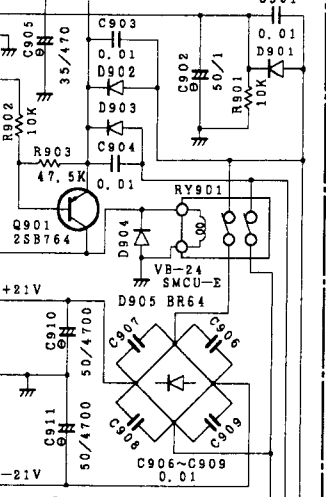 C903
0.01
D902
D903
C904
0.01
C905
35/470
R902
10K
R903
47.5K
Q901
2SB764
C902
50/1
R901
10K
0.01
D901
RY901
D904
VB-24
SMCU-E
D905 BR64
+21V
C910
50/4700
C911
50/4700
-21V
C907
C906
C908
C909
C906~C909
0.01